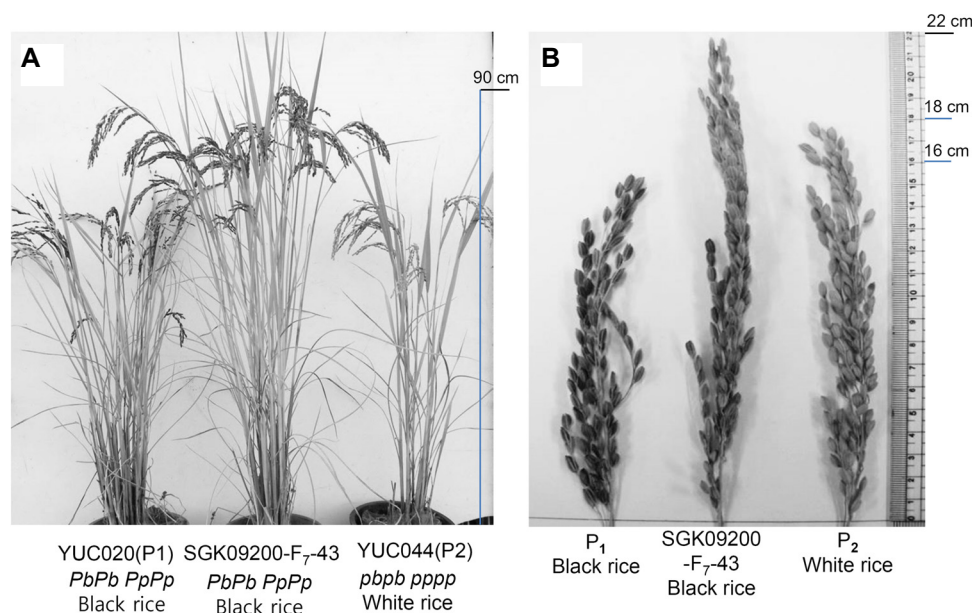 A
90 cm
YUC020(P1) SGK09200-F₇-43 YUC044(P2)
PbPb PpPp PbPb PpPp pbpb pppp
Black rice Black rice White rice
B
22 cm
18 cm
16 cm
P₁ SGK09200 P₂
Black rice -F₇-43 White rice
Black rice